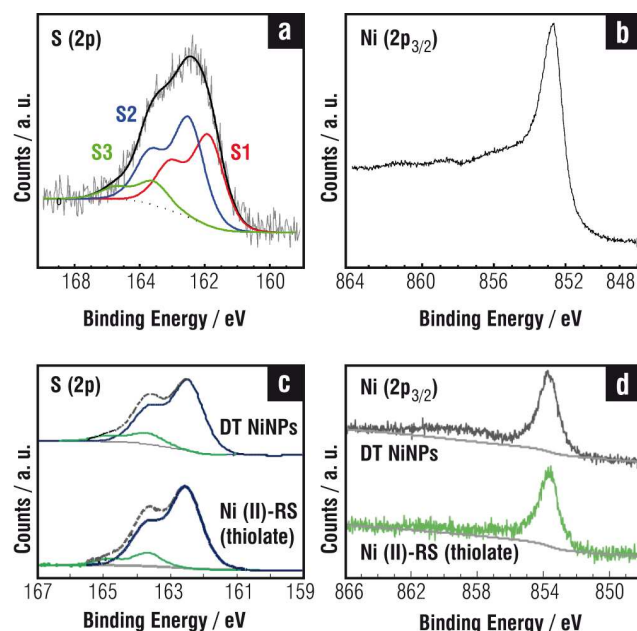 S (2p)
a
S2
S3
S1
Counts / a. u.
168 166 164 162 160
Binding Energy / eV
Ni (2p3/2)
b
Counts / a. u.
864 860 856 852 848
Binding Energy / eV
S (2p)
c
DT NiNPs
Ni (II)-RS
(thiolate)
Counts / a. u.
167 165 163 161 159
Binding Energy / eV
Ni (2p3/2)
d
DT NiNPs
Ni (II)-RS (thiolate)
Counts / a. u.
866 862 858 854 850
Binding Energy / eV